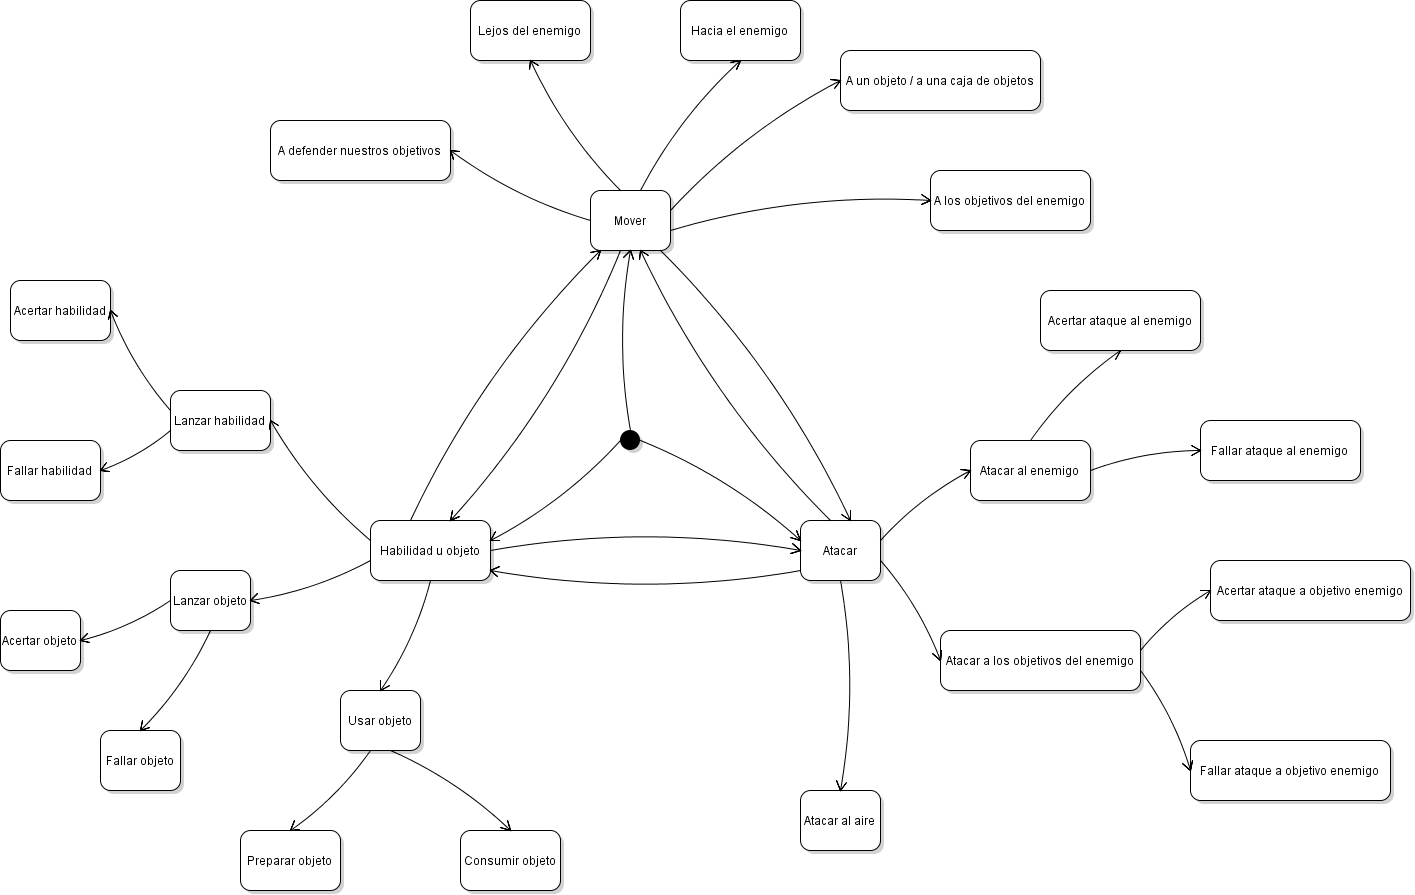 Lejos del enemigo
Hacia el enemigo
A un objeto / a una caja de objetos
A defender nuestros objetivos
A los objetivos del enemigo
Mover
Acertar habilidad
Acertar ataque al enemigo
Lanzar habilidad
Fallar habilidad
Atacar al enemigo
Fallar ataque al enemigo
Habilidad u objeto
Atacar
Lanzar objeto
Acertar ataque a objetivo enemigo
Acertar objeto
Atacar a los objetivos del enemigo
Usar objeto
Fallar objeto
Fallar ataque a objetivo enemigo
Atacar al aire
Preparar objeto
Consumir objeto